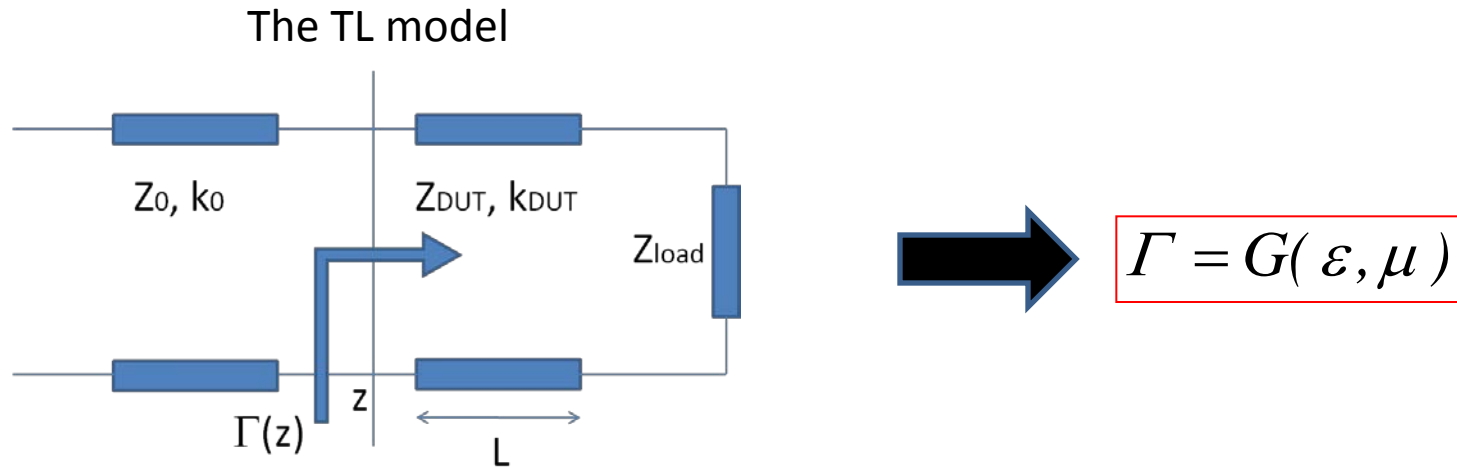 The TL model
Z0, k0
ZDUT, kDUT
Zload
Γ = G( ε, μ )
z
Γ(z)
L